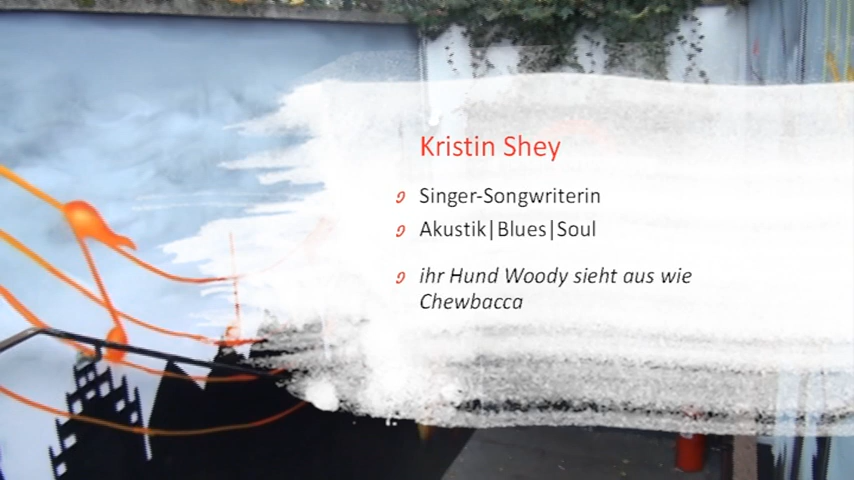 Kristin Shey
Singer-Songwriterin
Akustik|Blues|Soul
ihr Hund Woody sieht aus wie
Chewbacca